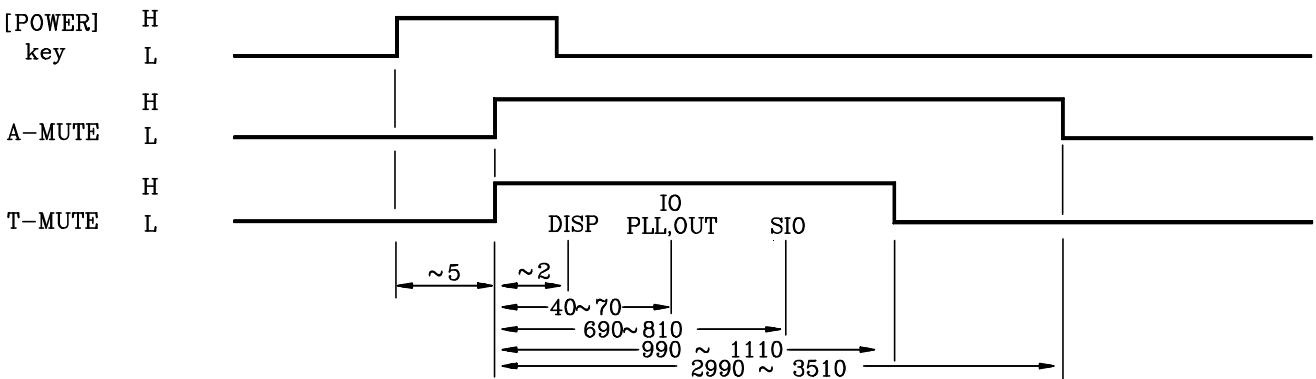 [POWER] H
key L
H
A-MUTE L
H
IO
T-MUTE L DISP PLL,OUT SIO
~5 ~2
40~70
690~810
990 ~ 1110
2990 ~ 3510